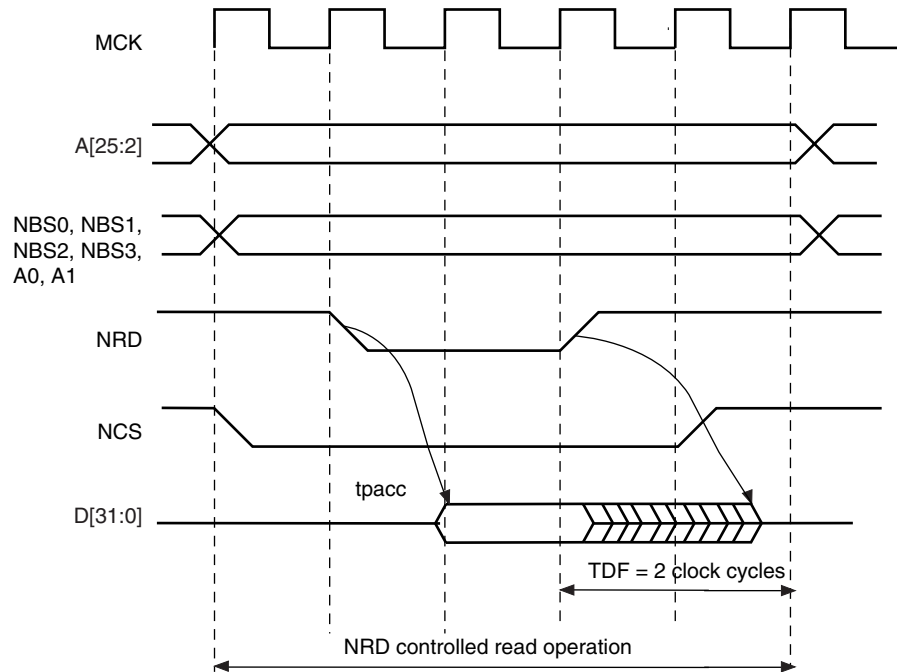 MCK
A[25:2]
NBS0, NBS1,
NBS2, NBS3,
A0, A1
NRD
NCS
tpacc
D[31:0]
TDF = 2 clock cycles
NRD controlled read operation